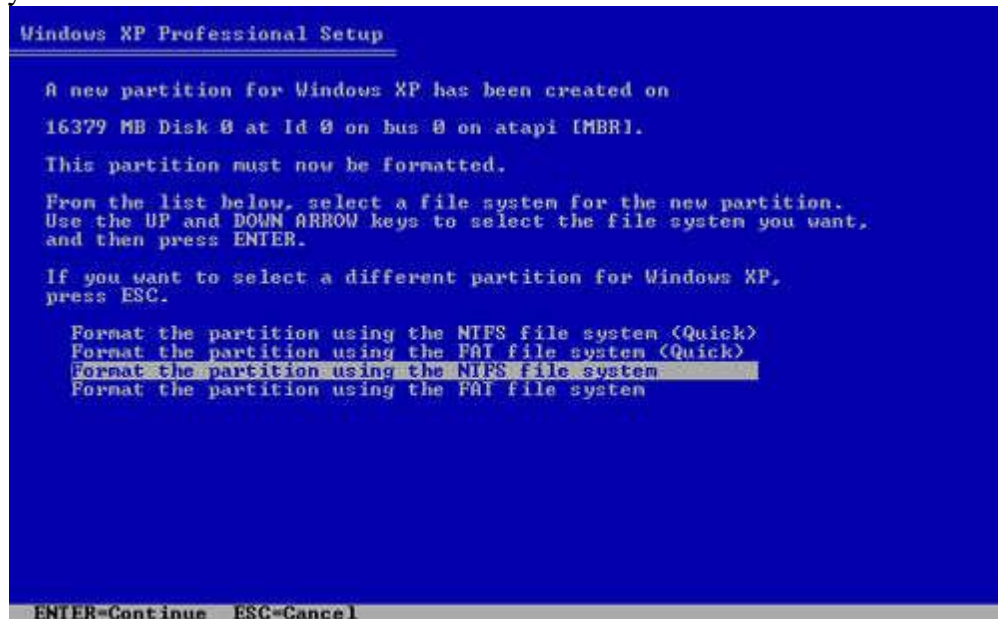 Windows XP Professional Setup
A new partition for Windows XP has been created on
16379 MB Disk 0 at Id 0 on bus 0 on atapi [MBR].
This partition must now be formatted.
From the list below, select a file system for the new partition.
Use the UP and DOWN ARROW keys to select the file system you want,
and then press ENTER.
If you want to select a different partition for Windows XP,
press ESC.
Format the partition using the NTFS file system (Quick)
Format the partition using the FAT file system (Quick)
Format the partition using the NTFS file system
Format the partition using the FAT file system
ENTER=Continue ESC=Cancel